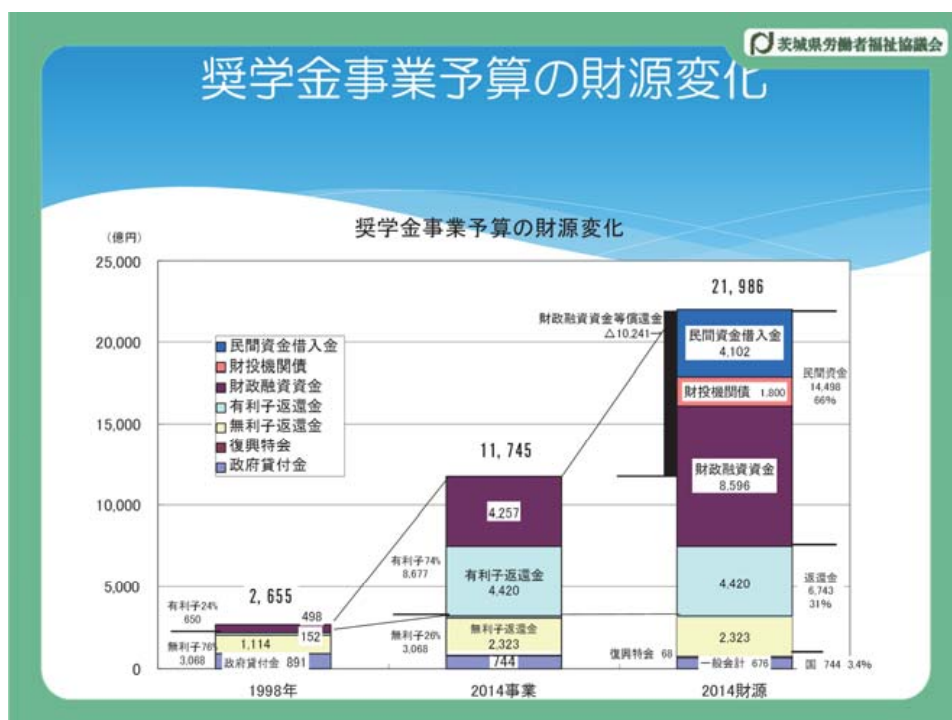 茨城県労働者福祉協議会
奨学金事業予算の財源変化
奨学金事業予算の財源変化
(億円)
25,000
20,000
15,000
10,000
5,000
0
民間資金借入金
財投機関債
財政融資資金
有利子返還金
無利子返還金
復興特会
政府貸付金
2,655
有利子24%
650
498
152
無利子76%
3,068
1,114
政府貸付金 891
1998年
11,745
4,257
有利子74%
8,677
有利子返還金
4,420
無利子26%
3,068
無利子返還金
2,323
744
2014事業
21,986
財政融資資金等償還金
△10,241
民間資金借入金
4,102
財投機関債 1,800
民間資金
14,498
66%
財政融資資金
8,596
4,420
返還金
6,743
31%
2,323
復興特会 68
一般会計 676
国 744 3.4%
2014財源